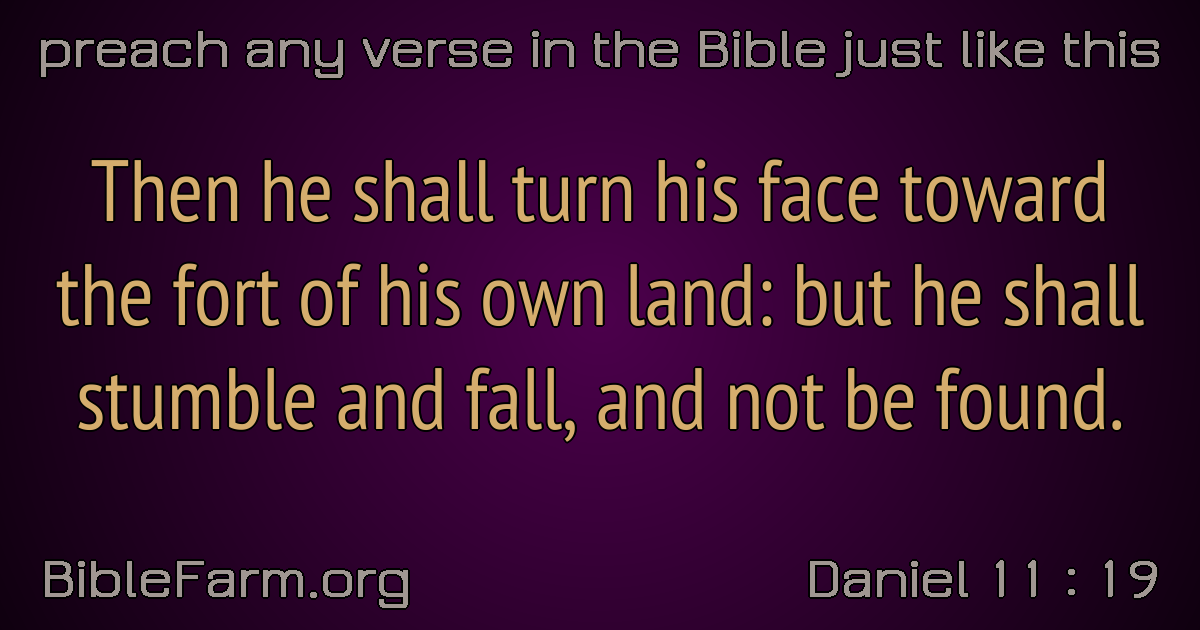 preach any verse in the Bible just like this
Then he shall turn his face toward
the fort of his own land: but he shall
stumble and fall, and not be found.
BibleFarm.org
Daniel 11 : 19